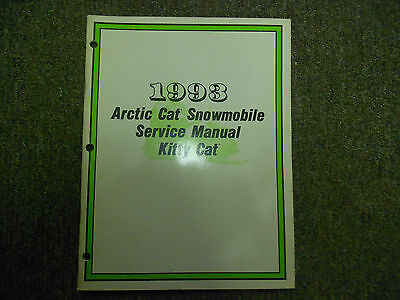 1993
Arctic Cat Snowmobile
Service Manual
Kitty Cat